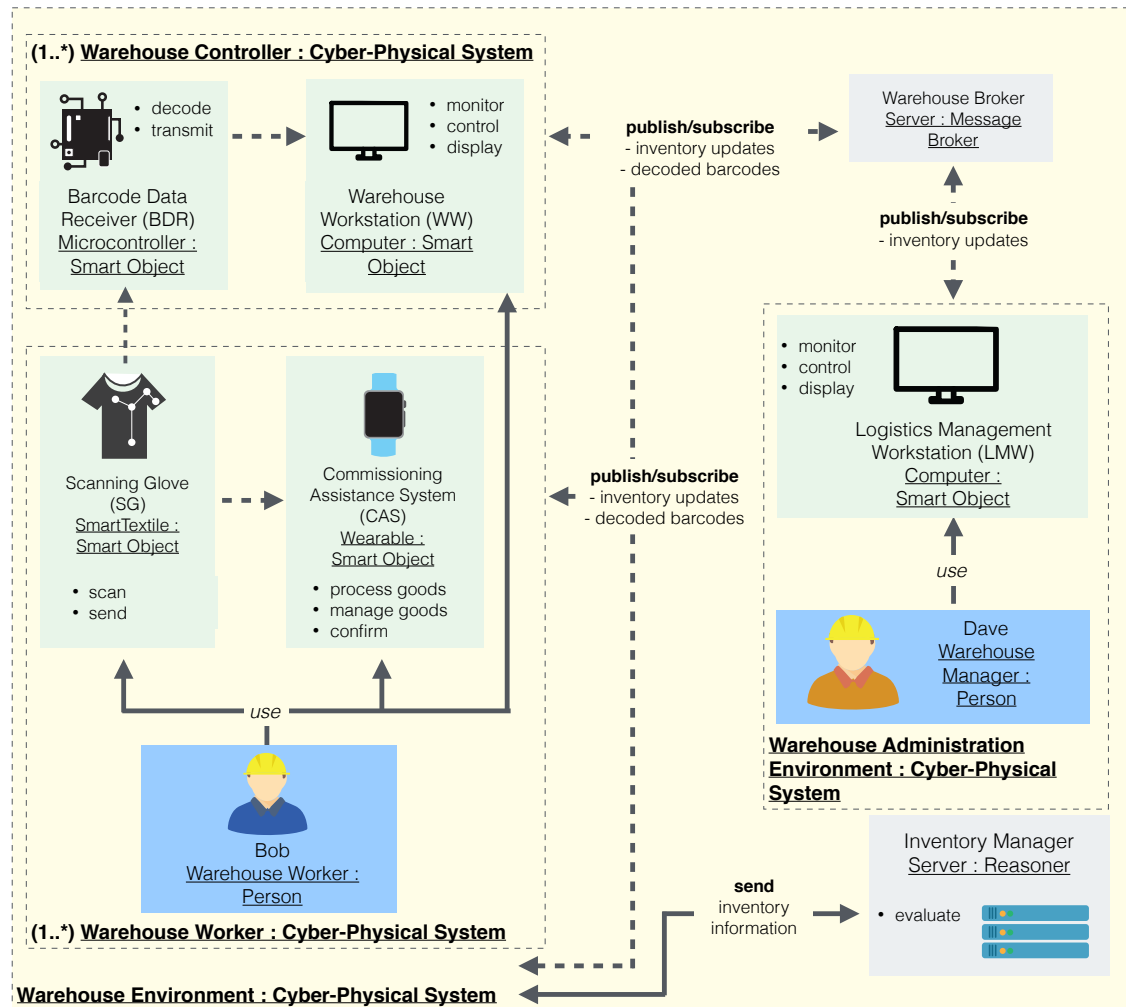 (1..*) Warehouse Controller : Cyber-Physical System
• decode
• transmit
Barcode Data
Receiver (BDR)
Microcontroller :
Smart Object
• monitor
• control
• display
Warehouse
Workstation (WW)
Computer : Smart
Object
publish/subscribe
- inventory updates
- decoded barcodes
Warehouse Broker
Server : Message
Broker
publish/subscribe
- inventory updates
Scanning Glove
(SG)
SmartTextile :
Smart Object
• scan
• send
Commissioning
Assistance System
(CAS)
Wearable :
Smart Object
• process goods
• manage goods
• confirm
publish/subscribe
- inventory updates
- decoded barcodes
• monitor
• control
• display
Logistics Management
Workstation (LMW)
Computer :
Smart Object
use
Dave
Warehouse
Manager :
Person
Warehouse Administration
Environment : Cyber-Physical
System
use
Bob
Warehouse Worker :
Person
(1..*) Warehouse Worker : Cyber-Physical System
send
inventory
information
Inventory Manager
Server : Reasoner
• evaluate
Warehouse Environment : Cyber-Physical System